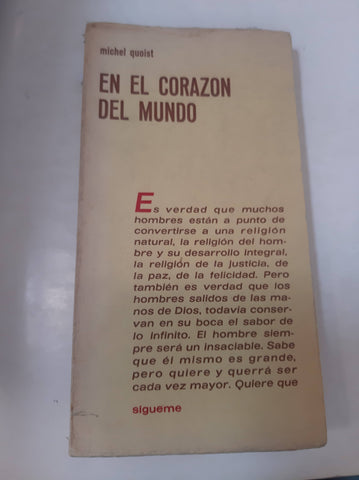 michel quoist
EN EL CORAZON
DEL MUNDO
Es verdad que muchos
hombres están a punto de
convertirse a una religión
natural, la religión del hom-
bre y su desarrollo integral,
la religión de la justicia, de
la paz, de la felicidad. Pero
también es verdad que los
hombres salidos de las ma-
nos de Dios, todavía conser-
van en su boca el sabor de
lo infinito. El hombre siem-
pre será un insaciable. Sabe
que él mismo es grande,
pero quiere y querrá ser
cada vez mayor. Quiere que
sigueme